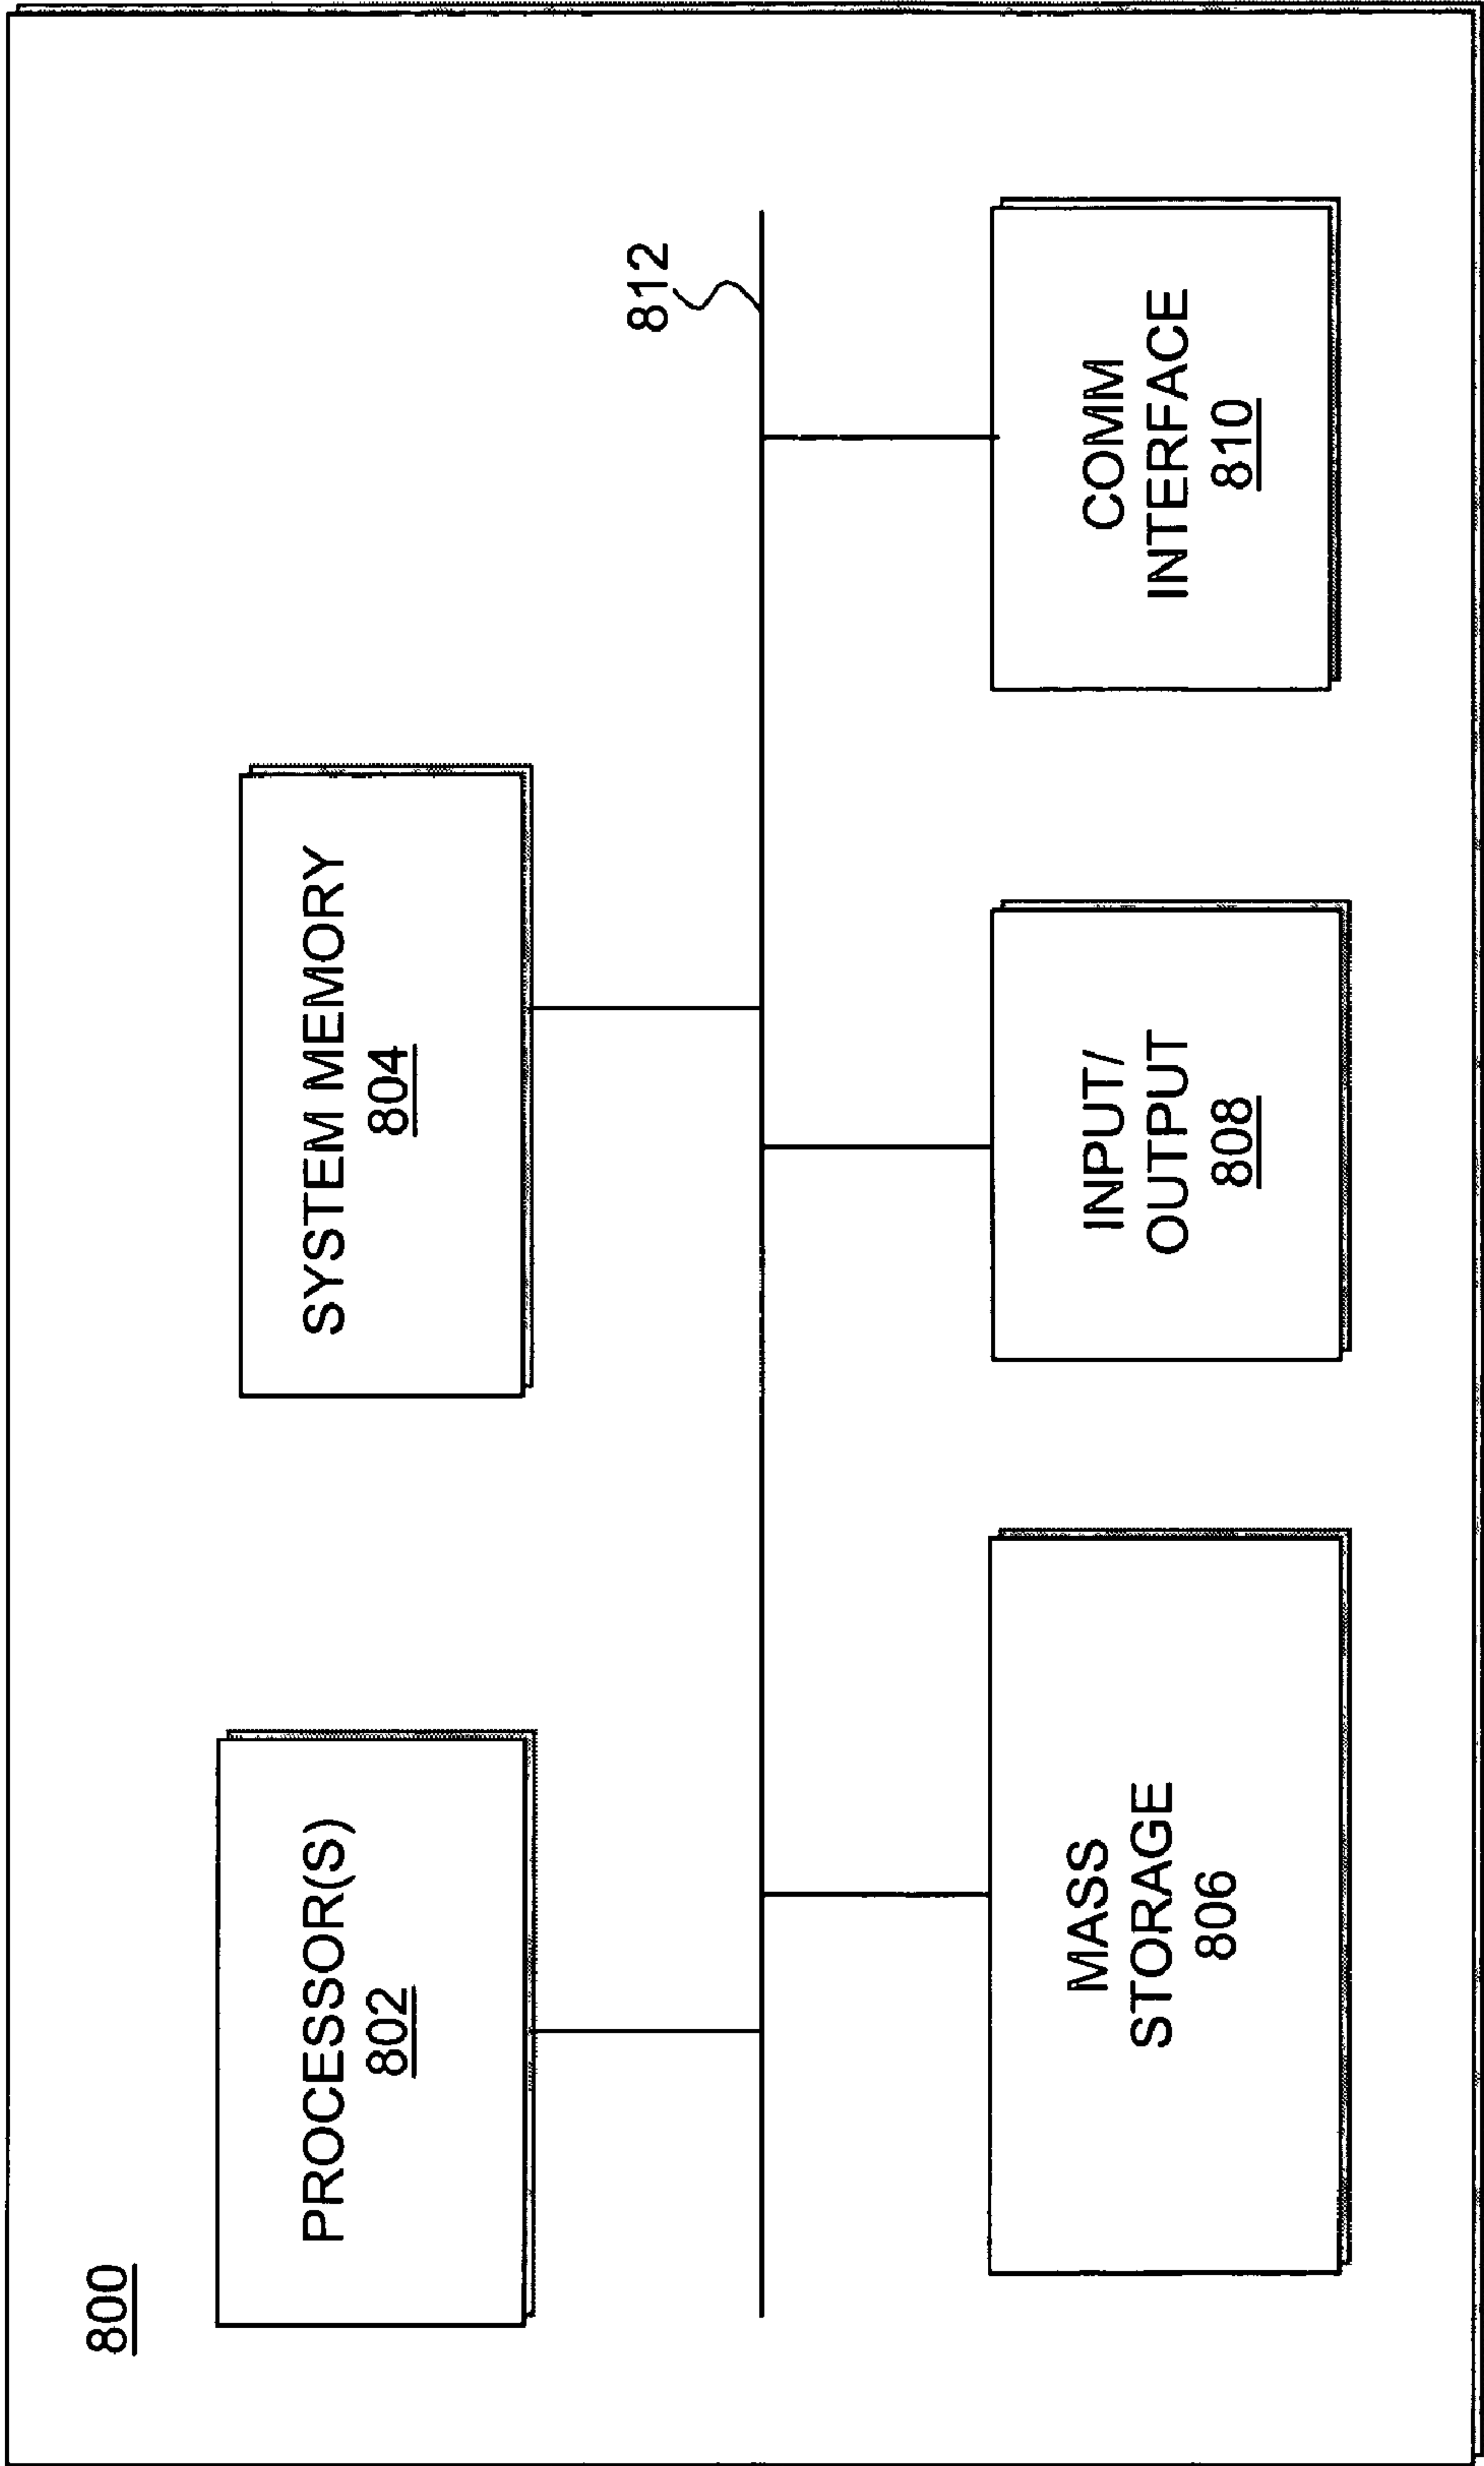 800
PROCESSOR(S)
802
SYSTEM MEMORY
804
812
MASS
STORAGE
806
INPUT/
OUTPUT
808
COMM
INTERFACE
810